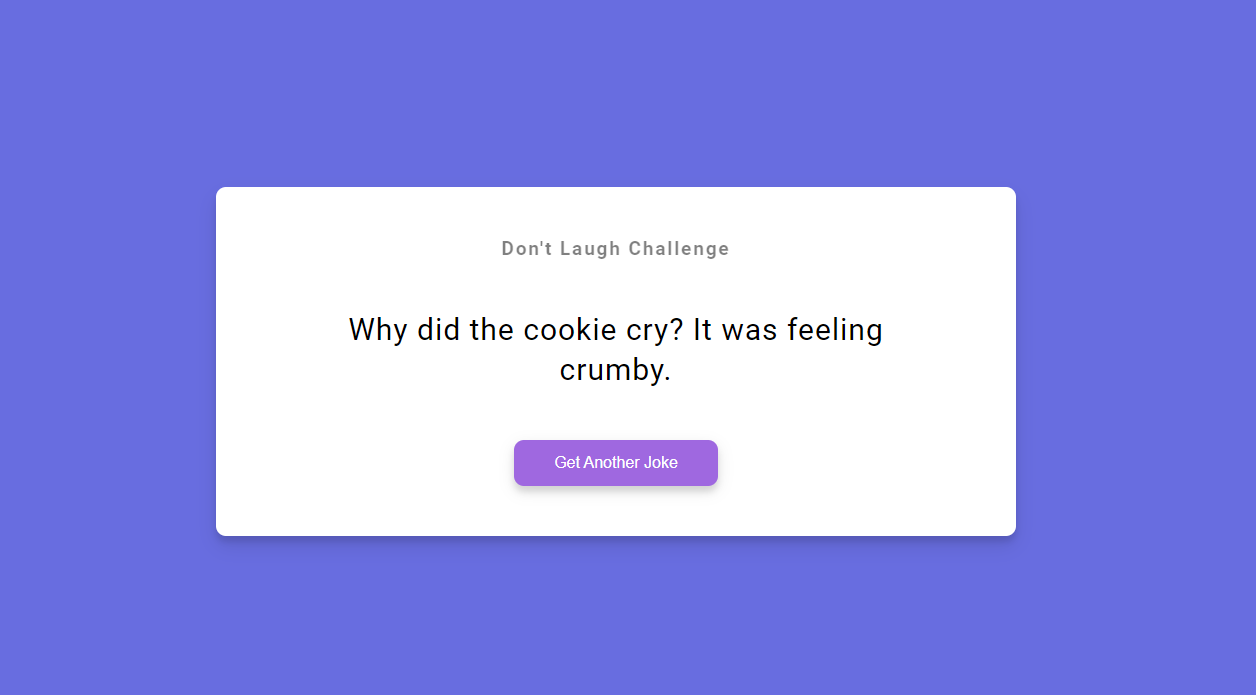 Don't Laugh Challenge
Why did the cookie cry? It was feeling
crumby.
Get Another Joke